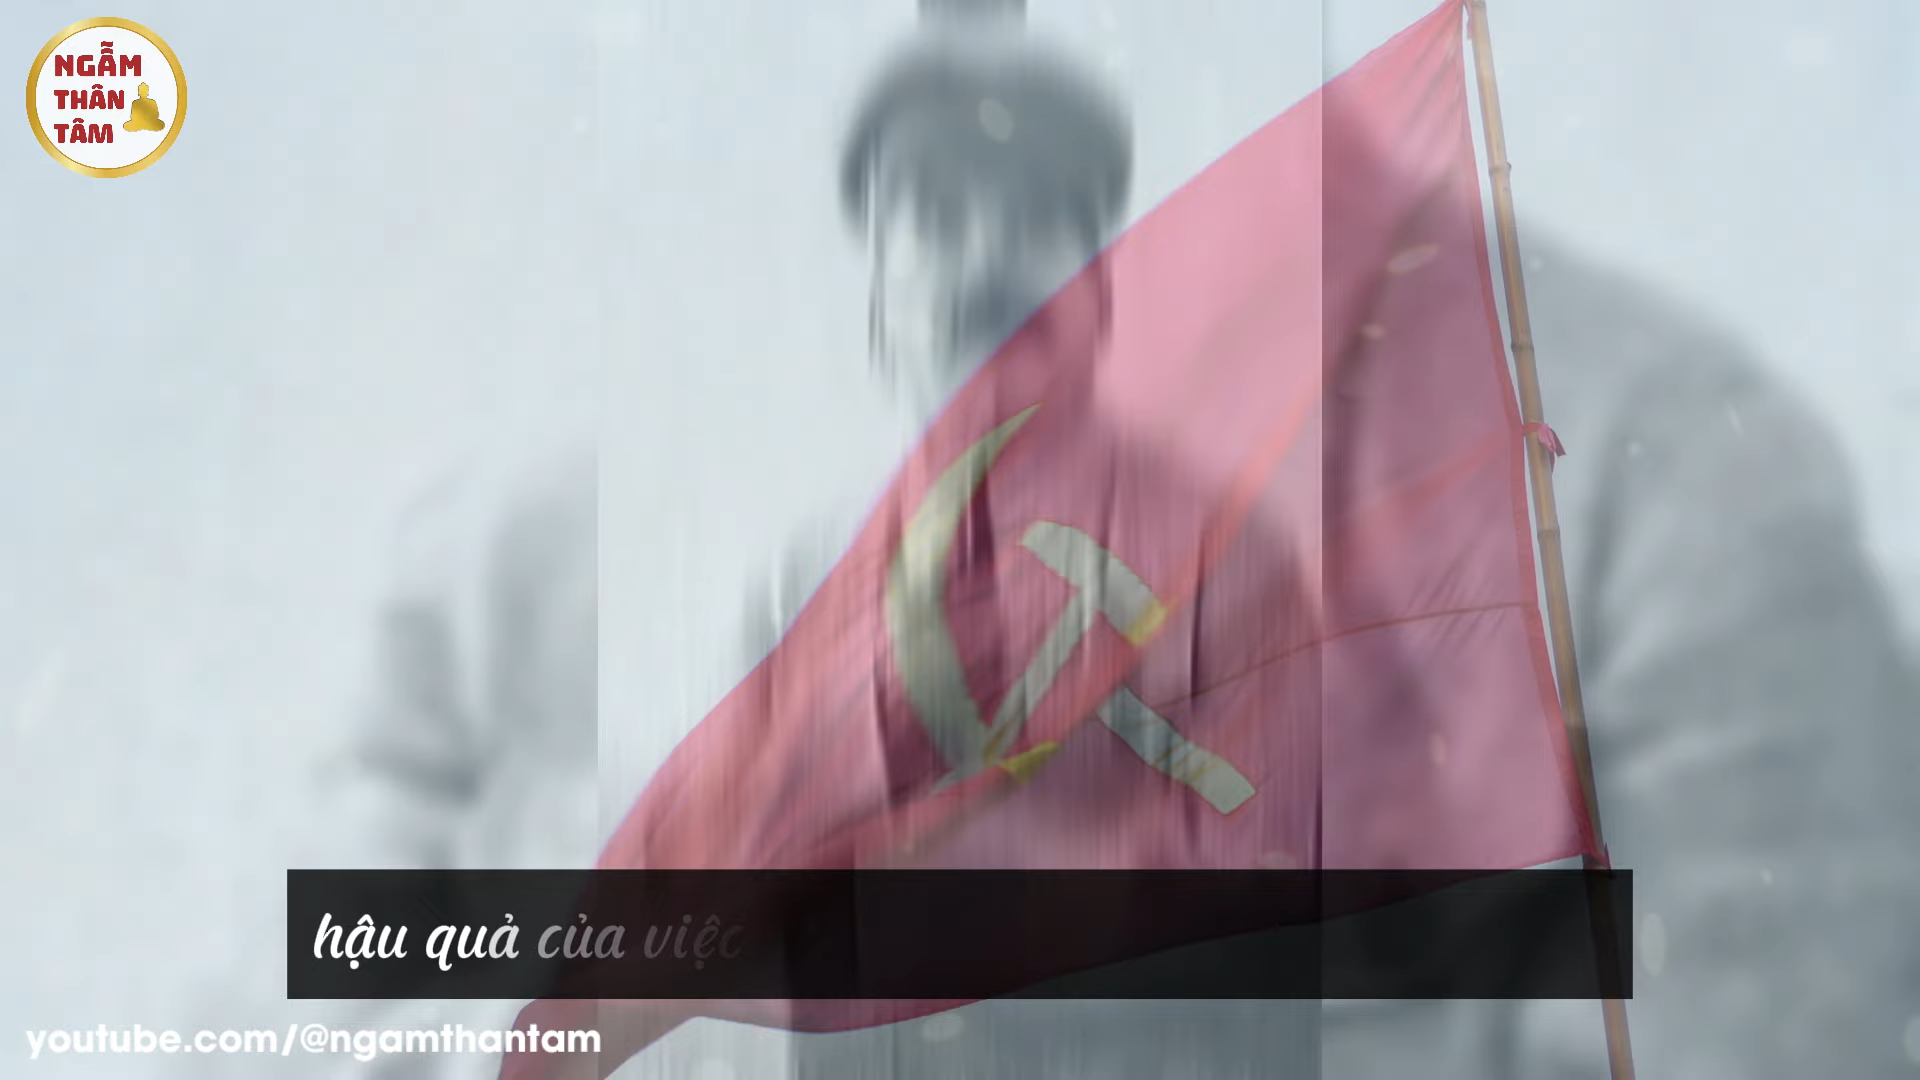 NGẪM
THÂN
TÂM
hậu quả của việc
youtube.com/@ngamthantam